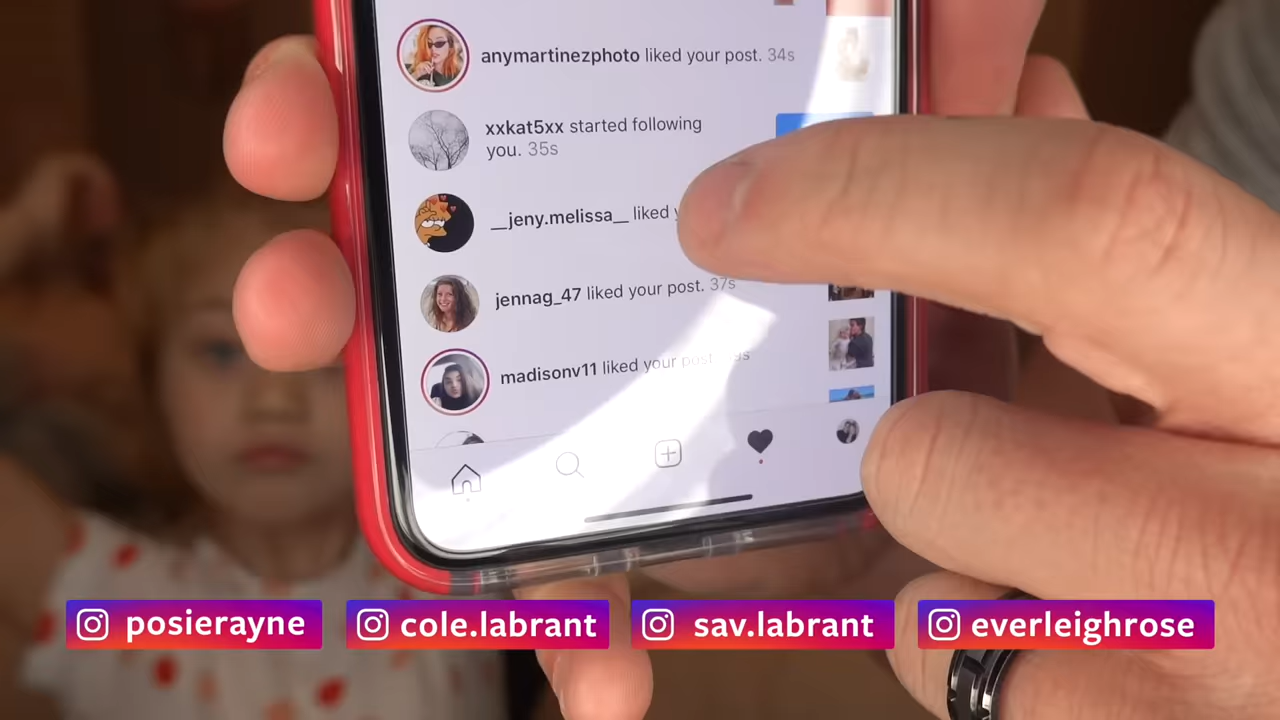 anymartinezphoto liked your post. 34s
xxkat5xx started following
you. 35s
__jeny.melissa__ liked
jennag_47 liked your post. 37s
madisonv11 liked your post.
posierayne
cole.labrant
sav.labrant
everleighrose